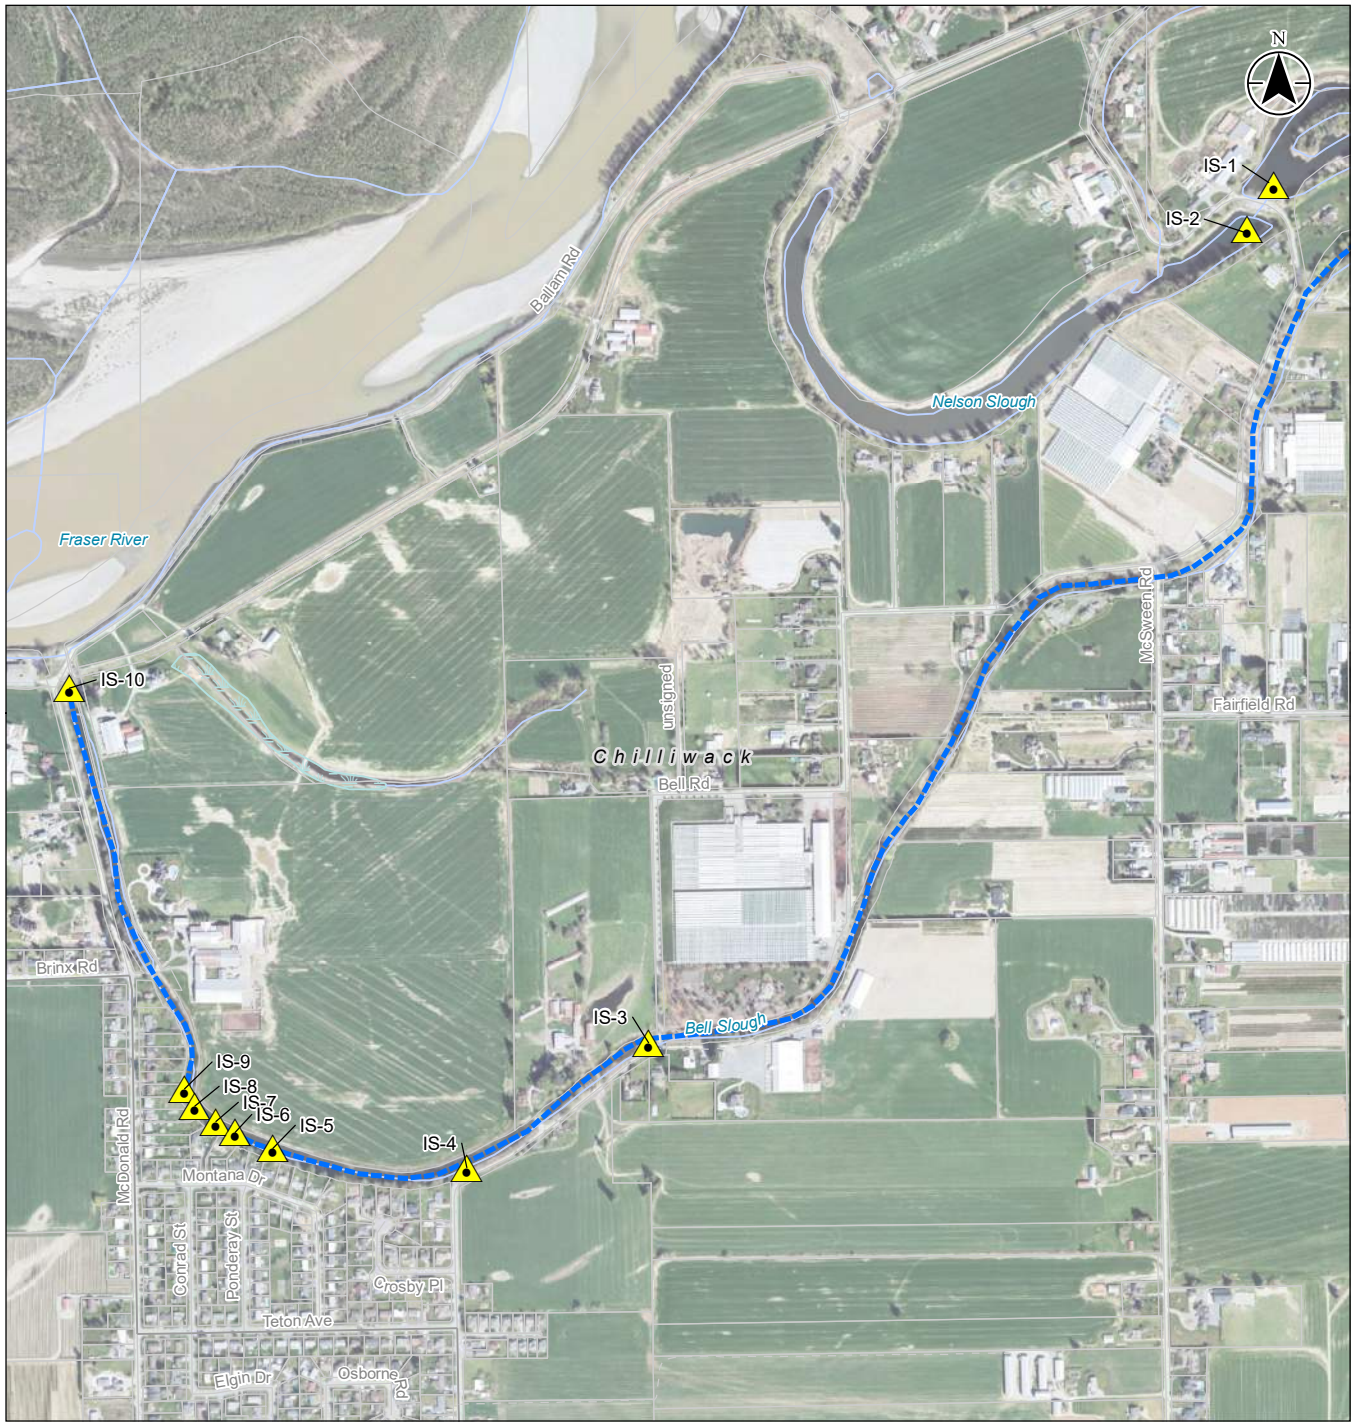 N
IS-1
IS-2
Ballam Rd
Nelson Slough
Fraser River
McSween Rd
IS-10
unsigned
Fairfield Rd
Chilliwack
Bell Rd
Brinx Rd
IS-3
Bell Slough
IS-9
IS-8
IS-7
IS-6
IS-5
IS-4
McDonald Rd
Montana Dr
Conrad St
Ponderay St
Crosby Pl
Teton Ave
Elgin Dr
Osborne Rd